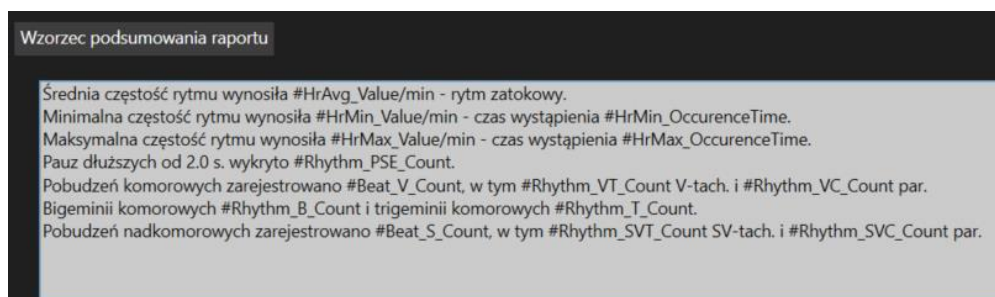 Wzorzec podsumowania raportu
Średnia częstość rytmu wynosiła #HrAvg_Value/min - rytm zatokowy.
Minimalna częstość rytmu wynosiła #HrMin_Value/min - czas wystąpienia #HrMin_OccurenceTime.
Maksymalna częstość rytmu wynosiła #HrMax_Value/min - czas wystąpienia #HrMax_OccurenceTime.
Pauz dłuższych od 2.0 s. wykryto #Rhythm_PSE_Count.
Pobudzeń komorowych zarejestrowano #Beat_V_Count, w tym #Rhythm_VT_Count V-tach. i #Rhythm_VC_Count par.
Bigeminii komorowych #Rhythm_B_Count i trigeminii komorowych #Rhythm_T_Count.
Pobudzeń nadkomorowych zarejestrowano #Beat_S_Count, w tym #Rhythm_SVT_Count SV-tach. i #Rhythm_SVC_Count par.